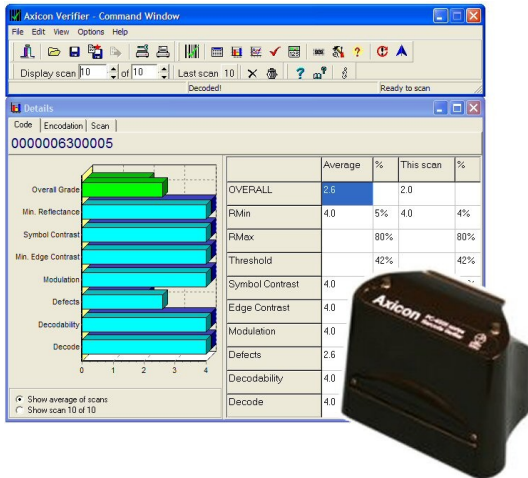 Axicon Verifier - Command Window
File Edit View Options Help
Display scan 10 of 10 Last scan 10
Decoded! Ready to scan
Details
Code Encodation Scan
0000006300005
Overall Grade
Min. Reflectance
Symbol Contrast
Min. Edge Contrast
Modulation
Defects
Decodability
Decode
0 1 2 3 4
Show average of scans
Show scan 10 of 10
Average % This scan %
OVERALL 2.6 2.0
RMin 4.0 5% 4.0 4%
RMax 80% 80%
Threshold 42% 42%
Symbol Contrast 4.0
Edge Contrast 4.0
Modulation 4.0
Defects 2.6
Decodability 4.0
Decode 4.0
Axicon